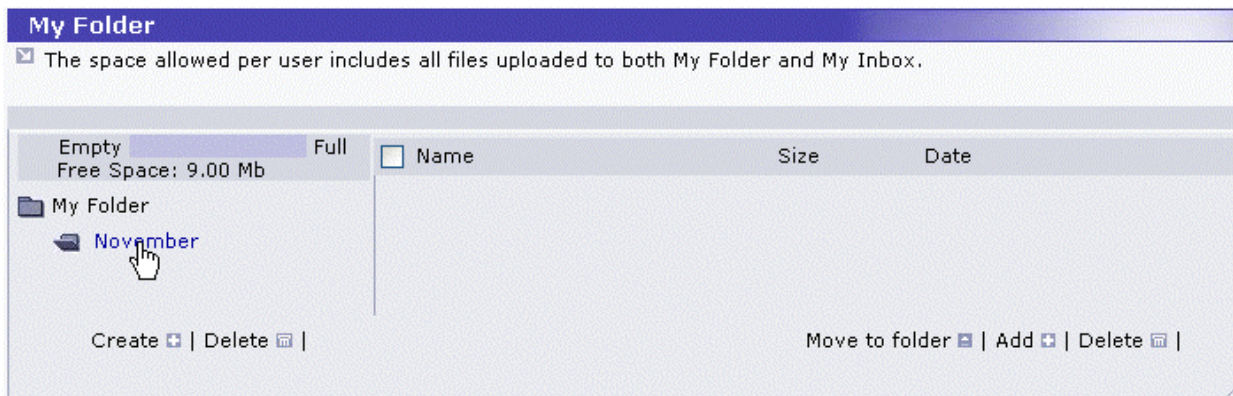 My Folder
The space allowed per user includes all files uploaded to both My Folder and My Inbox.
Empty Full
Free Space: 9.00 Mb
Name Size Date
My Folder
November
Create | Delete |
Move to folder | Add | Delete |